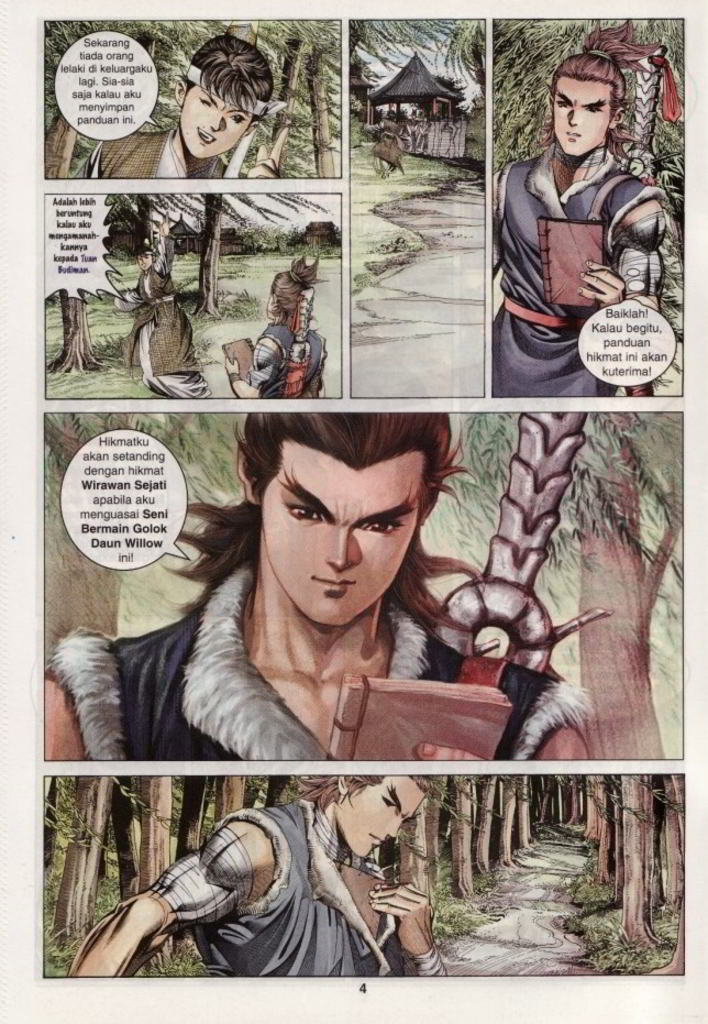 Sekarang
tiada orang
lelaki di keluargaku
lagi. Sia-sia
saja kalau aku
menyimpan
panduan ini.
Adalah lebih
beruntung
kalau aku
mengamanah-
kannya
kepada Tuan
Budiman.
Baiklah!
Kalau begitu,
panduan
hikmat ini akan
kuterima!
Hikmatku
akan setanding
dengan hikmat
Wirawan Sejati
apabila aku
menguasai Seni
Bermain Golok
Daun Willow
ini!
4